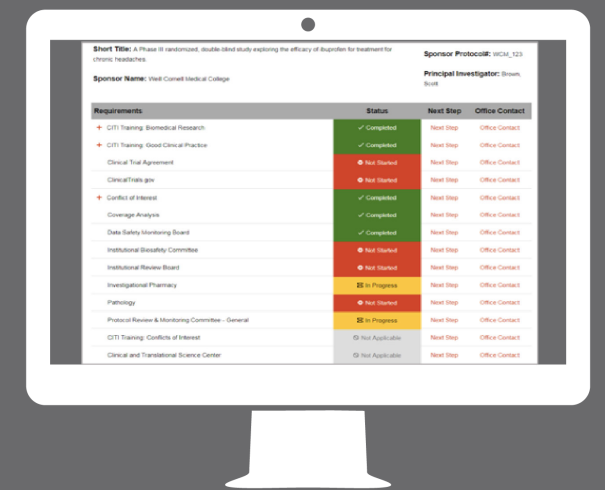 Short Title: A Phase III randomized, double-blind study exploring the efficacy of ibuprofen for treatment for
chronic headaches.
Sponsor Protocol#: WCM_123
Sponsor Name: Weill Cornell Medical College
Principal Investigator: Brown,
Scott
Requirements Status Next Step Office Contact
+ CITI Training: Biomedical Research ✓ Completed Next Step Office Contact
+ CITI Training: Good Clinical Practice ✓ Completed Next Step Office Contact
Clinical Trial Agreement Not Started Next Step Office Contact
ClinicalTrials.gov Not Started Next Step Office Contact
+ Conflict of Interest ✓ Completed Next Step Office Contact
Coverage Analysis ✓ Completed Next Step Office Contact
Data Safety Monitoring Board ✓ Completed Next Step Office Contact
Institutional Biosafety Committee Not Started Next Step Office Contact
Institutional Review Board Not Started Next Step Office Contact
Investigational Pharmacy In Progress Next Step Office Contact
Pathology Not Started Next Step Office Contact
Protocol Review & Monitoring Committee - General In Progress Next Step Office Contact
CITI Training: Conflicts of Interest Not Applicable Next Step Office Contact
Clinical and Translational Science Center Not Applicable Next Step Office Contact